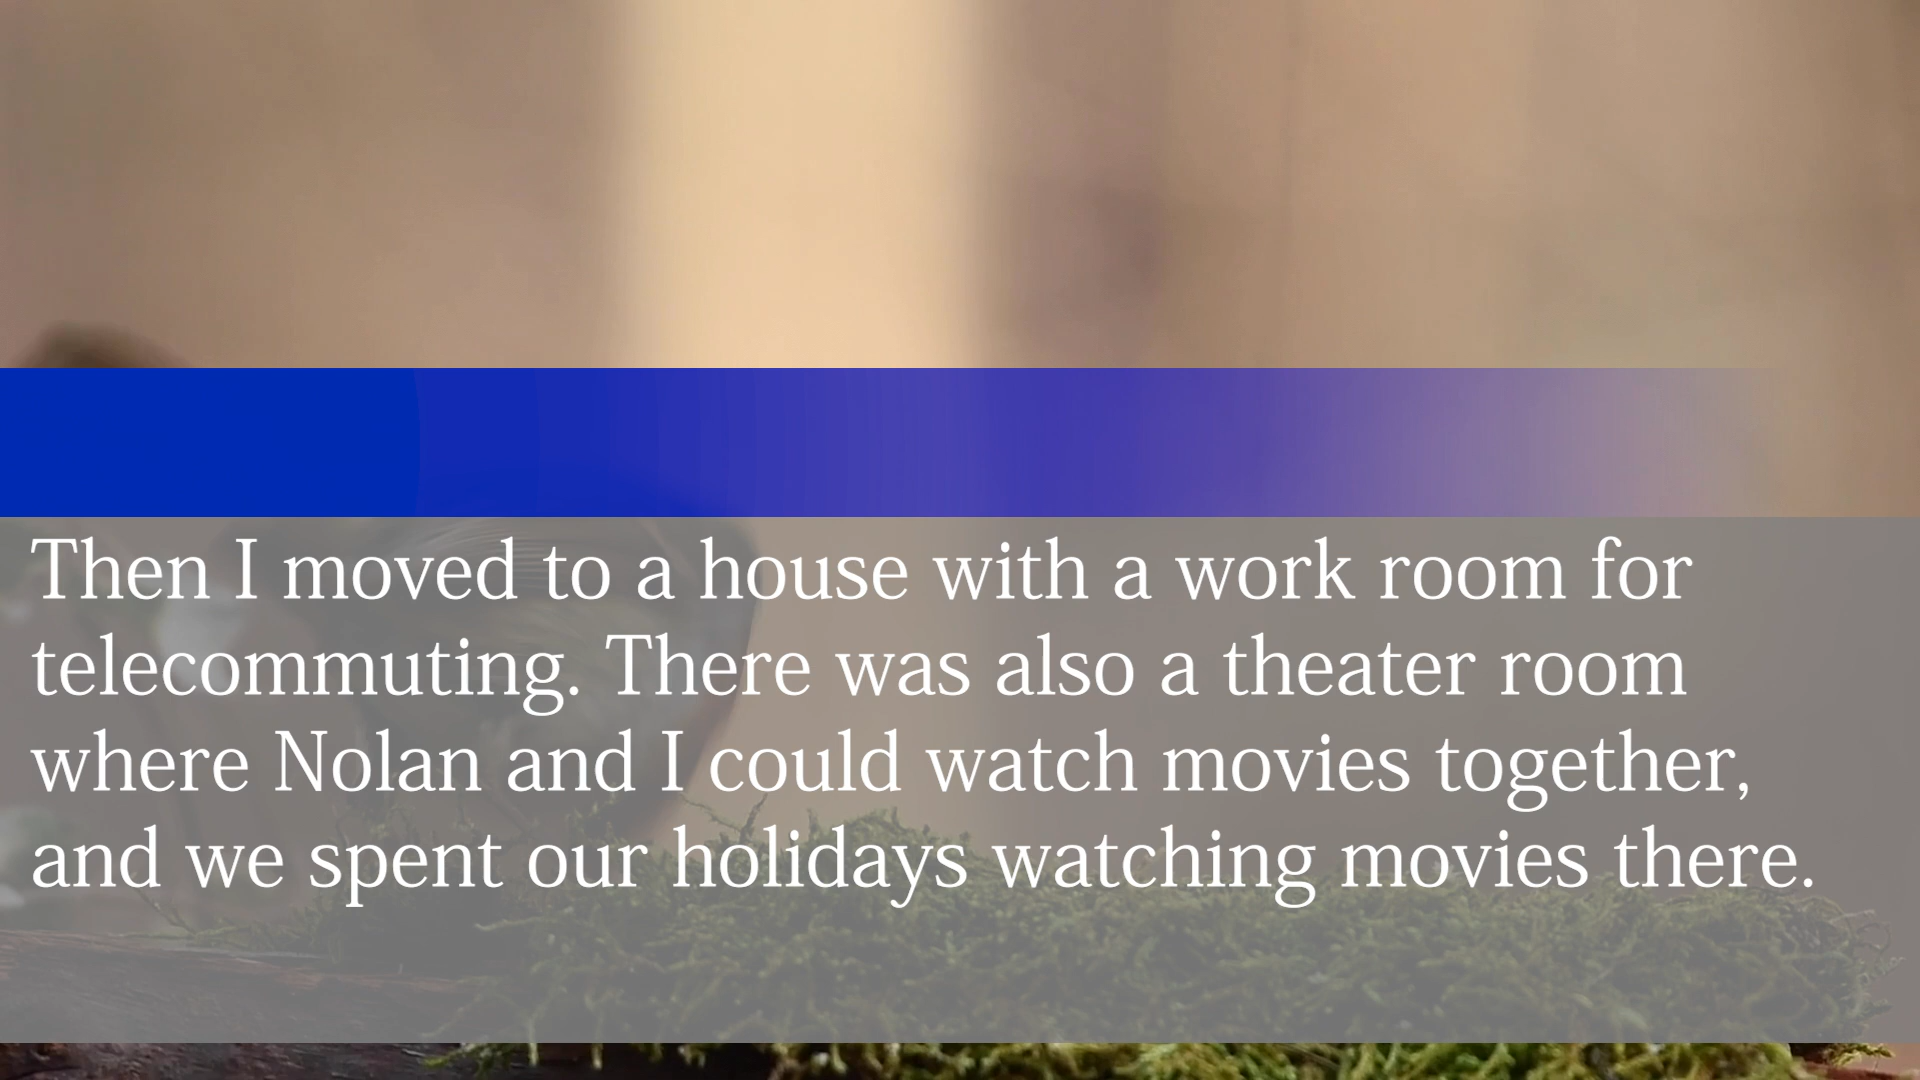 Then I moved to a house with a work room for
telecommuting. There was also a theater room
where Nolan and I could watch movies together,
and we spent our holidays watching movies there.